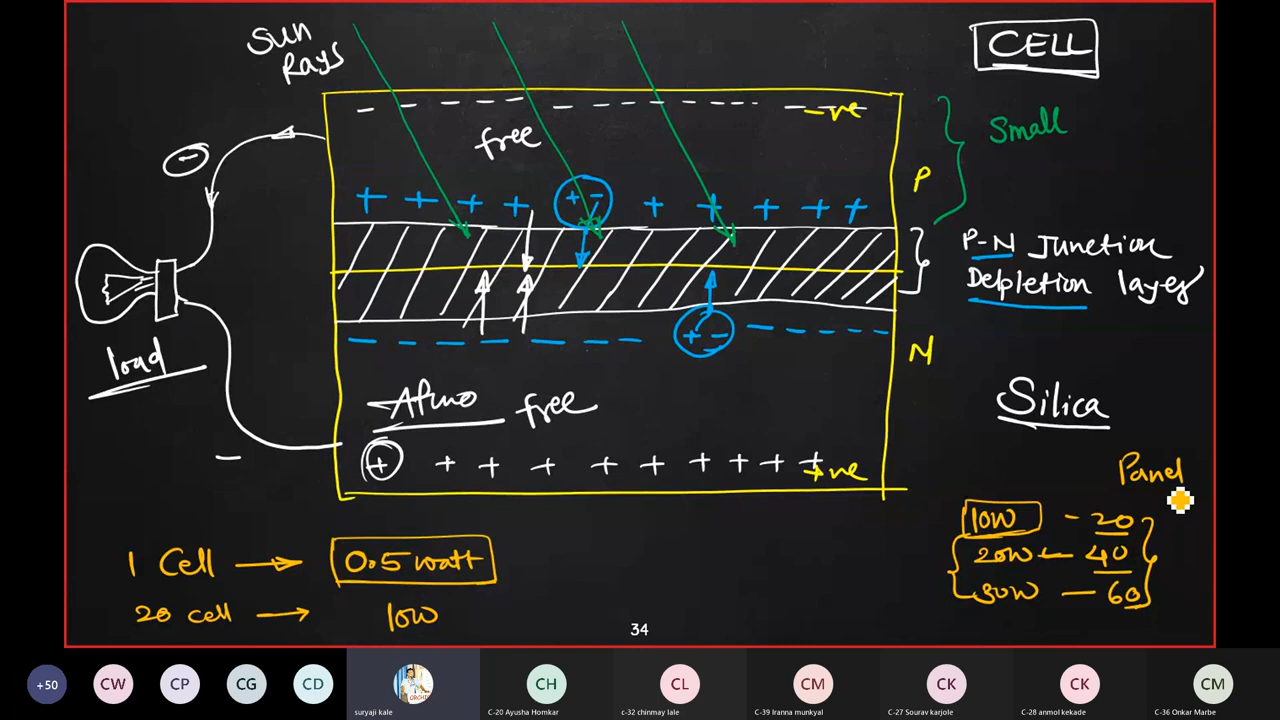 Sun
Rays
CELL
-ve
free
Small
P
P-N Junction
Delpletion layer
N
load
free
Silica
+ve
Panel
10W - 20
20W - 40
30W - 60
1 Cell → 0.5 watt
20 cell → 10W
34
+50
CW
CP
CG
CD
suryaji kale
CH
C-20 Ayusha Homkar
CL
c-32 chinmay lale
CM
C-39 Iranna munkyal
CK
C-27 Sourav karjole
CK
C-28 anmol kekade
CM
C-36 Onkar Marbe